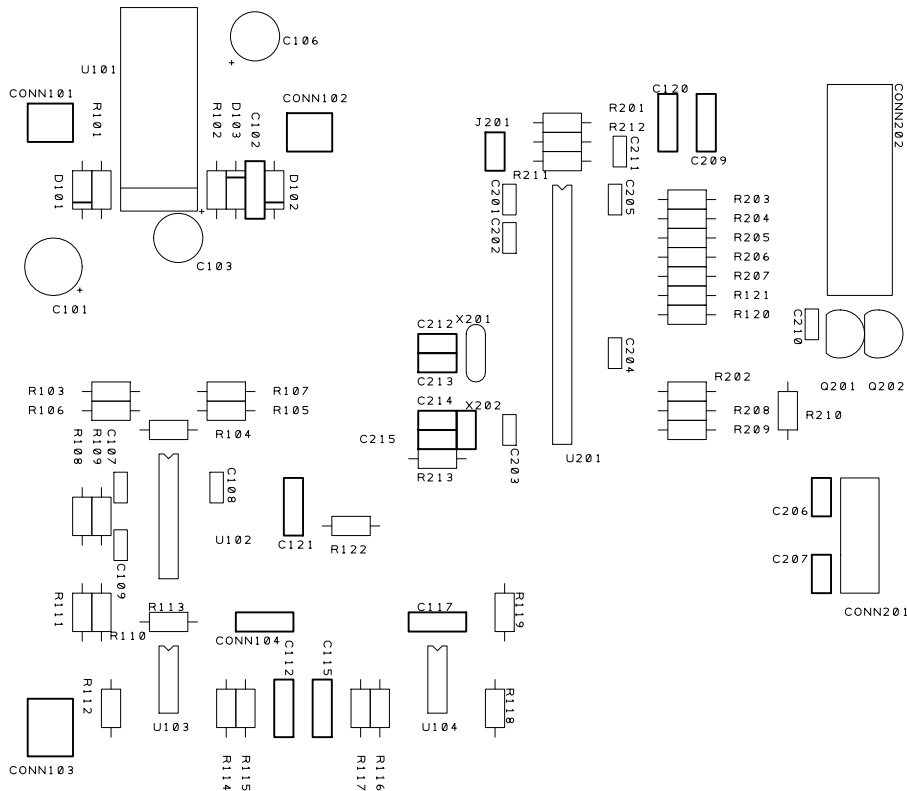 C106
U101
CONN101
R101
R102
D103
C102
CONN102
C120
R201
CONN202
J201
R212
C211
C209
R211
D101
D102
C201
C205
R203
C202
R204
R205
C103
R206
R207
R121
C101
R120
C212
X201
C210
C204
C213
R202
Q201
Q202
R103
R107
R106
R105
C214
X202
R208
R210
R104
C215
R209
R108
R109
C107
C203
U201
R213
C108
C206
U102
C121
R122
C207
C109
R111
R113
C117
R119
CONN201
R110
CONN104
C112
C115
R112
R118
U103
U104
CONN103
R114
R115
R117
R116
+
+
+